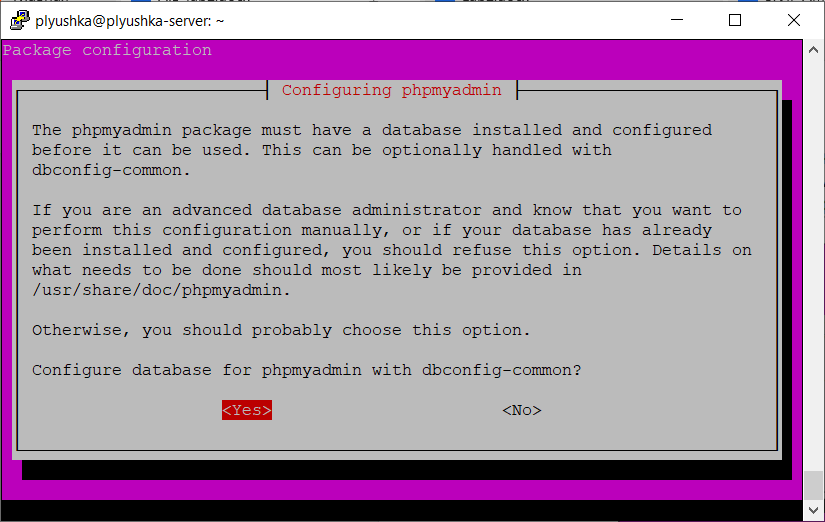 plyushka@plyushka-server: ~
Package configuration
Configuring phpmyadmin
The phpmyadmin package must have a database installed and configured
before it can be used. This can be optionally handled with
dbconfig-common.
If you are an advanced database administrator and know that you want to
perform this configuration manually, or if your database has already
been installed and configured, you should refuse this option. Details on
what needs to be done should most likely be provided in
/usr/share/doc/phpmyadmin.
Otherwise, you should probably choose this option.
Configure database for phpmyadmin with dbconfig-common?
<Yes> <No>